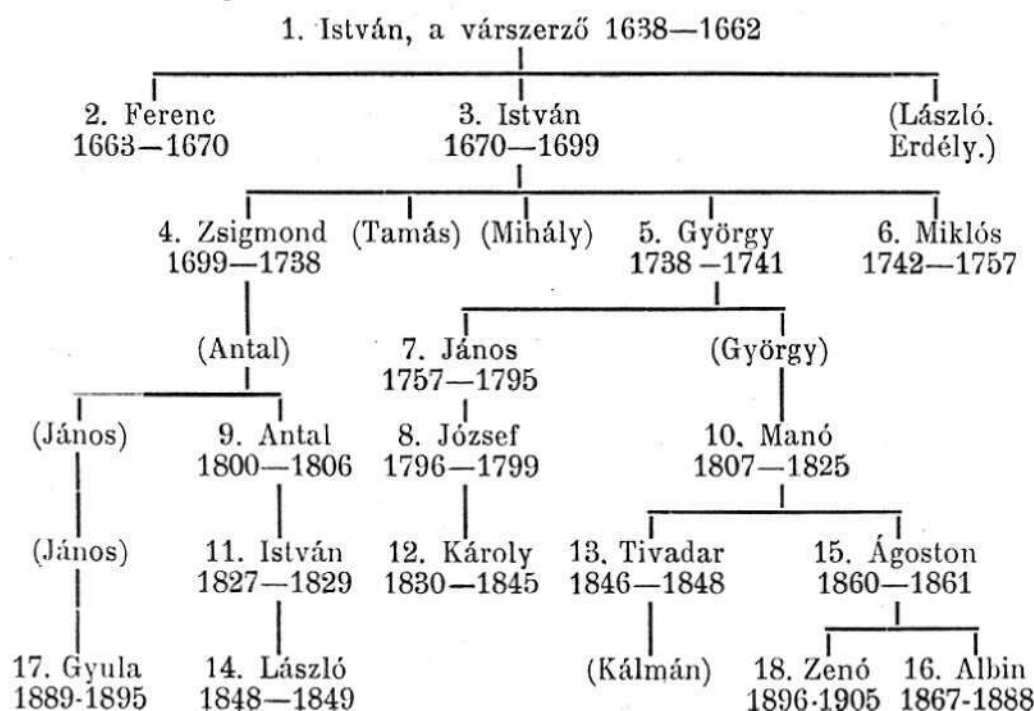 1. István, a várszerző 1638—1662
2. Ferenc 3. István (László.
1663—1670 1670—1699 Erdély.)
4. Zsigmond (Tamás) (Mihály) 5. György 6. Miklós
1699—1738 1738—1741 1742—1757
(Antal) 7. János (György)
1757—1795
(János) 9. Antal 8. József 10. Manó
1800—1806 1796—1799 1807—1825
(János) 11. István 12. Károly 13. Tivadar 15. Ágoston
1827—1829 1830—1845 1846—1848 1860—1861
17. Gyula 14. László (Kálmán) 18. Zenó 16. Albin
1889-1895 1848—1849 1896-1905 1867-1888